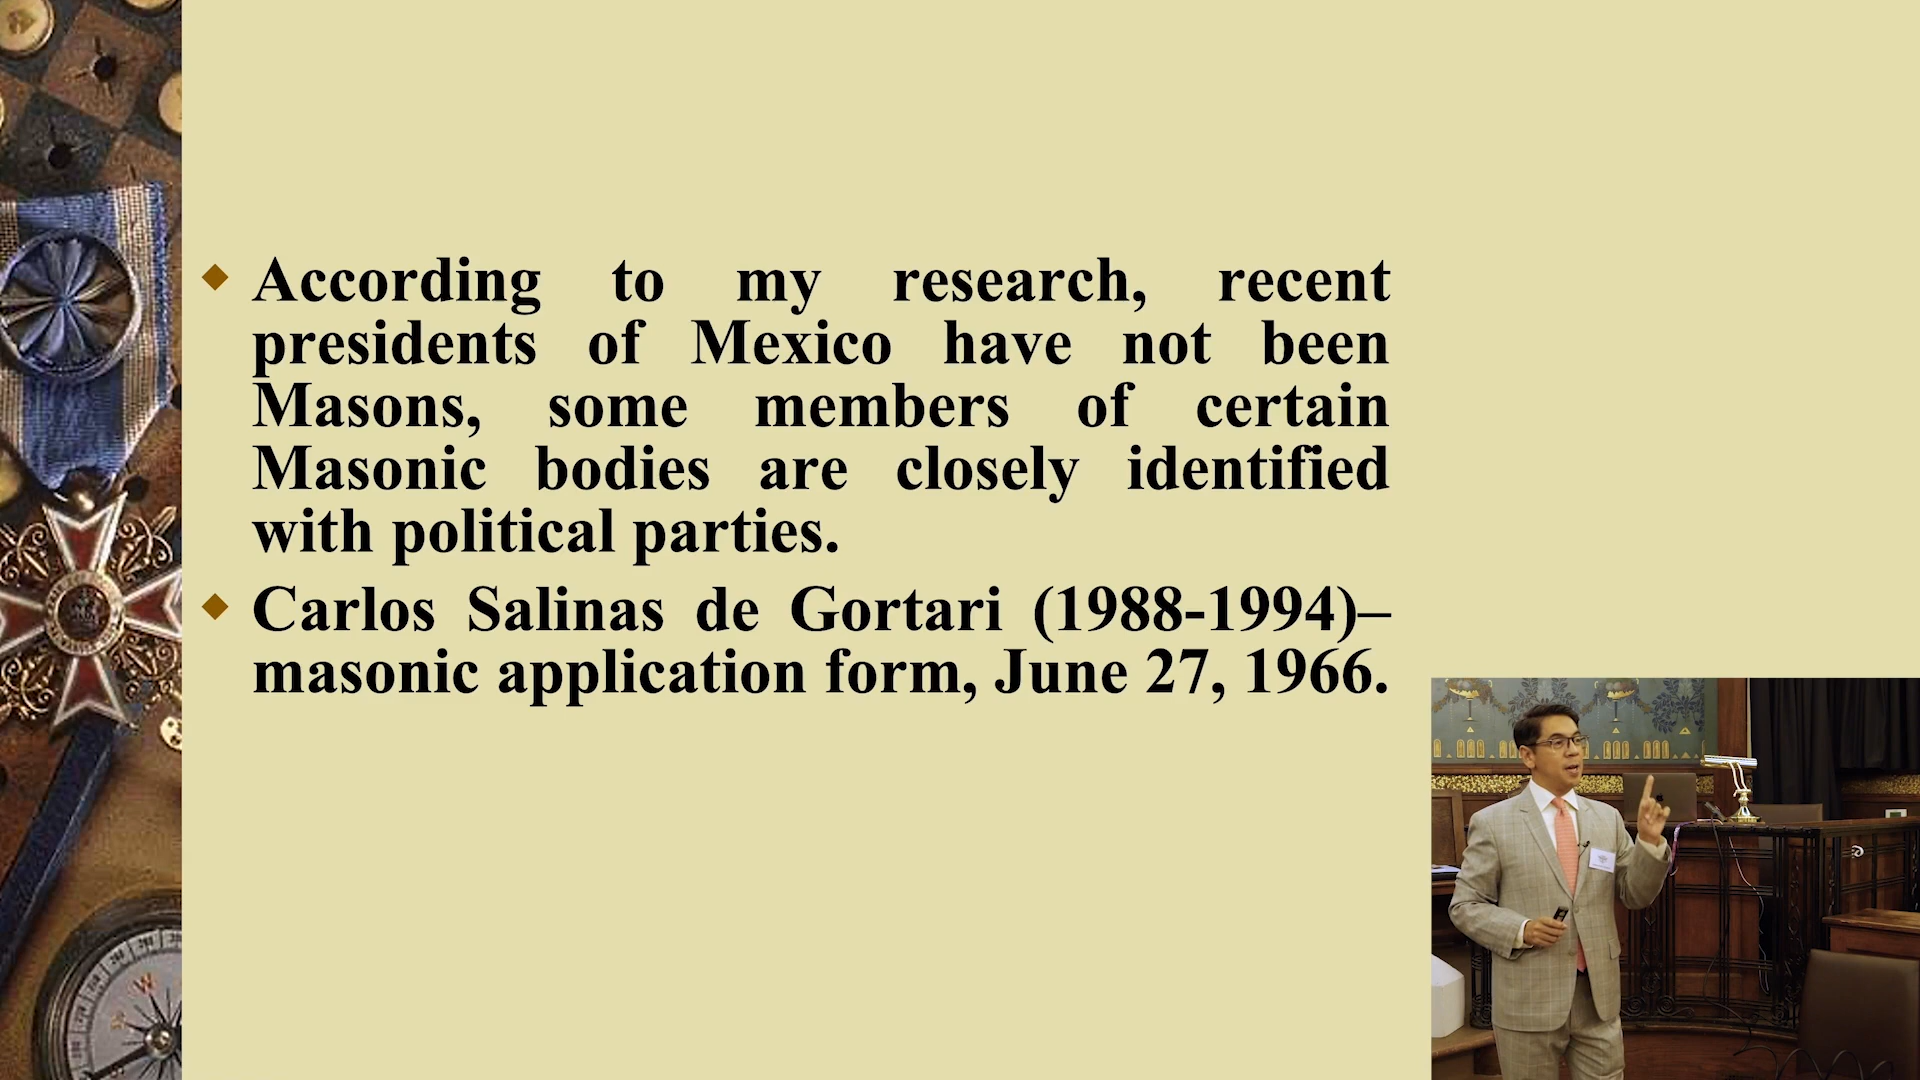 According to my research, recent
presidents of Mexico have not been
Masons, some members of certain
Masonic bodies are closely identified
with political parties.
Carlos Salinas de Gortari (1988-1994)–
masonic application form, June 27, 1966.
W